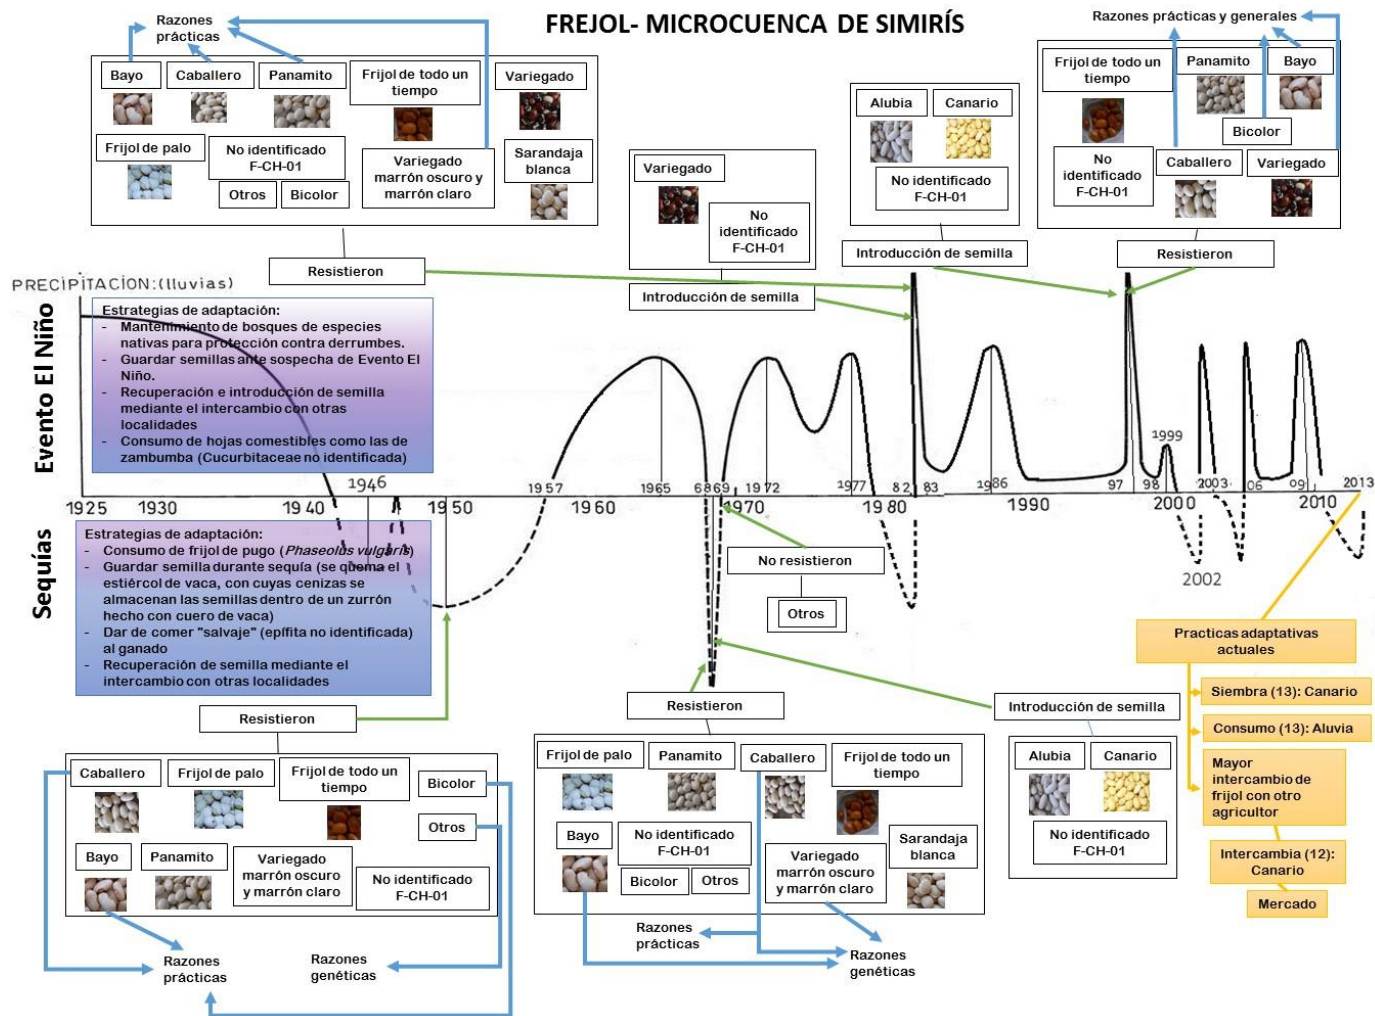 FREJOL- MICROCUENCA DE SIMIRÍS
Razones
prácticas
Bayo
Caballero
Panamito
Frijol de todo un
tiempo
Variegado
Frijol de palo
No identificado
F-CH-01
Otros
Bicolor
Variegado
marrón oscuro y
marrón claro
Sarandaja
blanca
Resistieron
Variegado
No
identificado
F-CH-01
Introducción de semilla
Alubia
Canario
No identificado
F-CH-01
Introducción de semilla
Razones prácticas y generales
Frijol de todo un
tiempo
Panamito
Bayo
Bicolor
No
identificado
F-CH-01
Caballero
Variegado
Resistieron
PRECIPITACION:(lluvias)
Evento El Niño
Estrategias de adaptación:
- Mantenimiento de bosques de especies
nativas para protección contra derrumbes.
- Guardar semillas ante sospecha de Evento El
Niño.
- Recuperación e introducción de semilla
mediante el intercambio con otras
localidades
- Consumo de hojas comestibles como las de
zambumba (Cucurbitaceae no identificada)
1946
1957
1965
68
69
1972
1977
82
83
1986
97
98
1999
2003
06
09
2013
1925
1930
1940
1950
1960
1970
1980
1990
2000
2010
2002
Sequías
Estrategias de adaptación:
- Consumo de frijol de pugo (Phaseolus vulgaris)
- Guardar semilla durante sequía (se quema el
estiércol de vaca, con cuyas cenizas se
almacenan las semillas dentro de un zurrón
hecho con cuero de vaca)
- Dar de comer "salvaje" (epífita no identificada)
al ganado
- Recuperación de semilla mediante el
intercambio con otras localidades
No resistieron
Otros
Practicas adaptativas
actuales
Siembra (13): Canario
Consumo (13): Aluvia
Mayor
intercambio de
frijol con otro
agricultor
Intercambia (12):
Canario
Mercado
Resistieron
Caballero
Frijol de palo
Frijol de todo un
tiempo
Bicolor
Otros
Bayo
Panamito
Variegado
marrón oscuro
y marrón claro
No identificado
F-CH-01
Razones
prácticas
Razones
genéticas
Resistieron
Frijol de palo
Panamito
Caballero
Frijol de todo un
tiempo
Bayo
No identificado
F-CH-01
Bicolor
Otros
Variegado
marrón oscuro
y marrón claro
Sarandaja
blanca
Razones
prácticas
Razones
genéticas
Introducción de semilla
Alubia
Canario
No identificado
F-CH-01